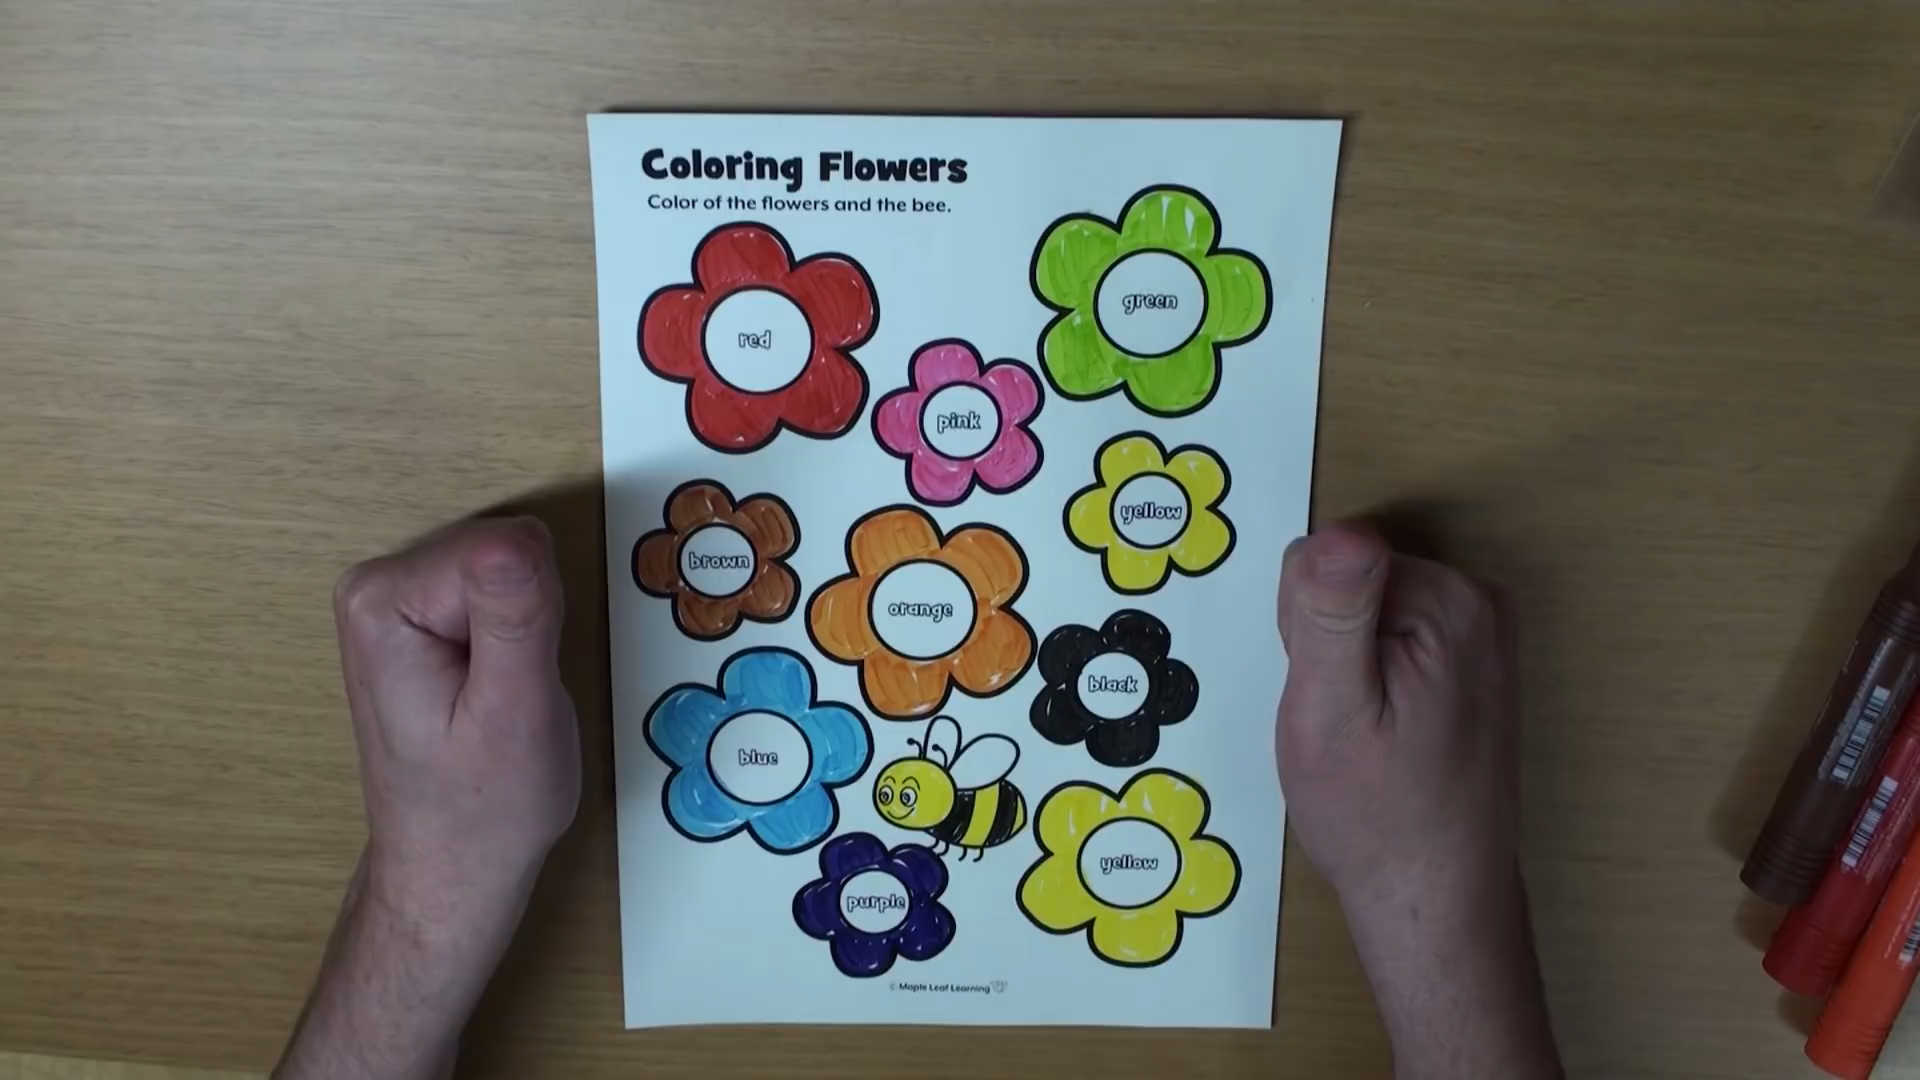 Coloring Flowers
Color of the flowers and the bee.
red
green
pink
yellow
brown
orange
black
blue
yellow
purple
© Maple Leaf Learning